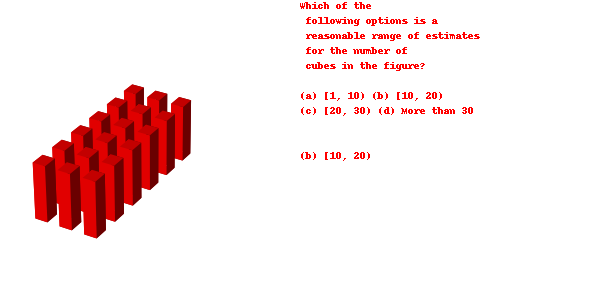 Which of the
following options is a
reasonable range of estimates
for the number of
cubes in the figure?
(a) [1, 10) (b) [10, 20)
(c) [20, 30) (d) More than 30
(b) [10, 20)